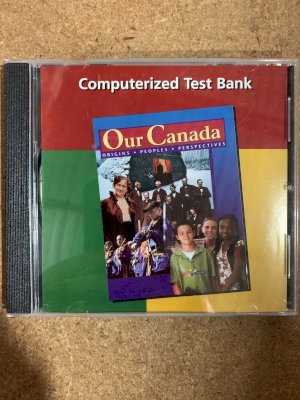 Computerized Test Bank
Our Canada
ORIGINS • PEOPLES • PERSPECTIVES